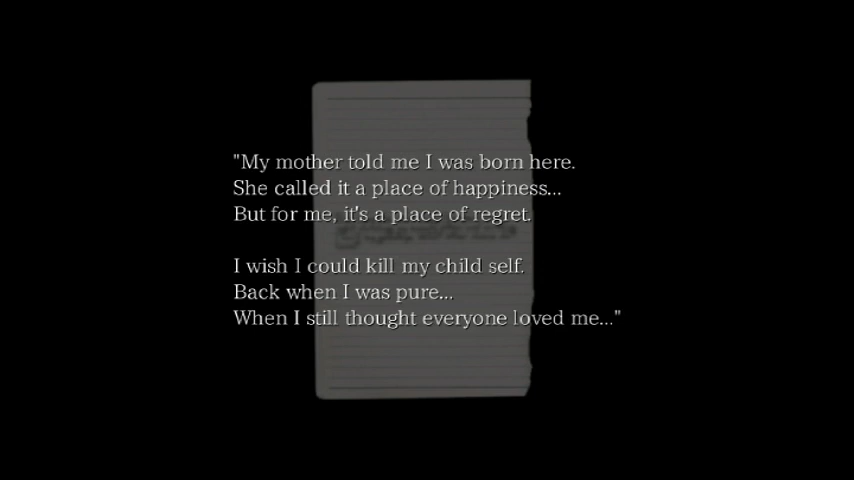 "My mother told me I was born here.
She called it a place of happiness...
But for me, it's a place of regret.
I wish I could kill my child self.
Back when I was pure...
When I still thought everyone loved me..."